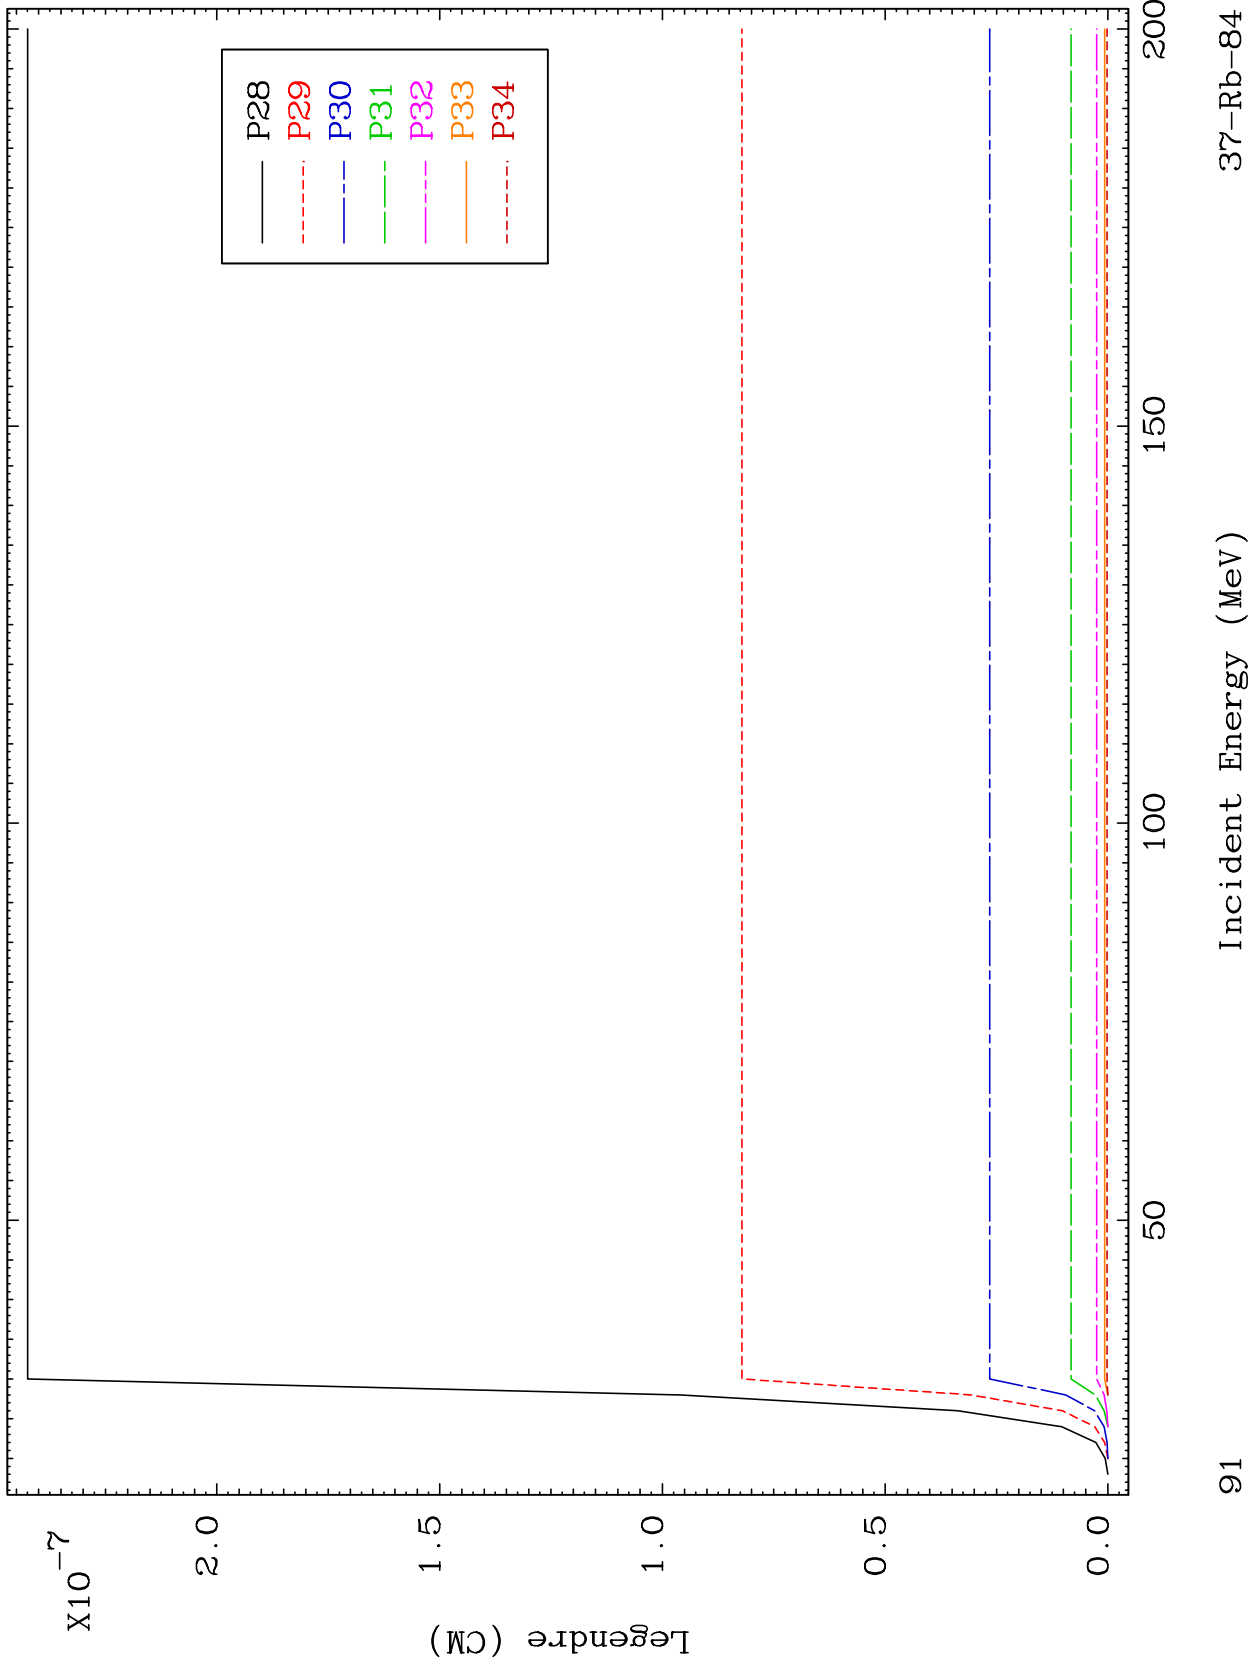 X10-7
2.0
1.5
1.0
0.5
0.0
Legendre (CM)
P28
P29
P30
P31
P32
P33
P34
50
100
150
200
Incident Energy (MeV)
91
37-Rb-84